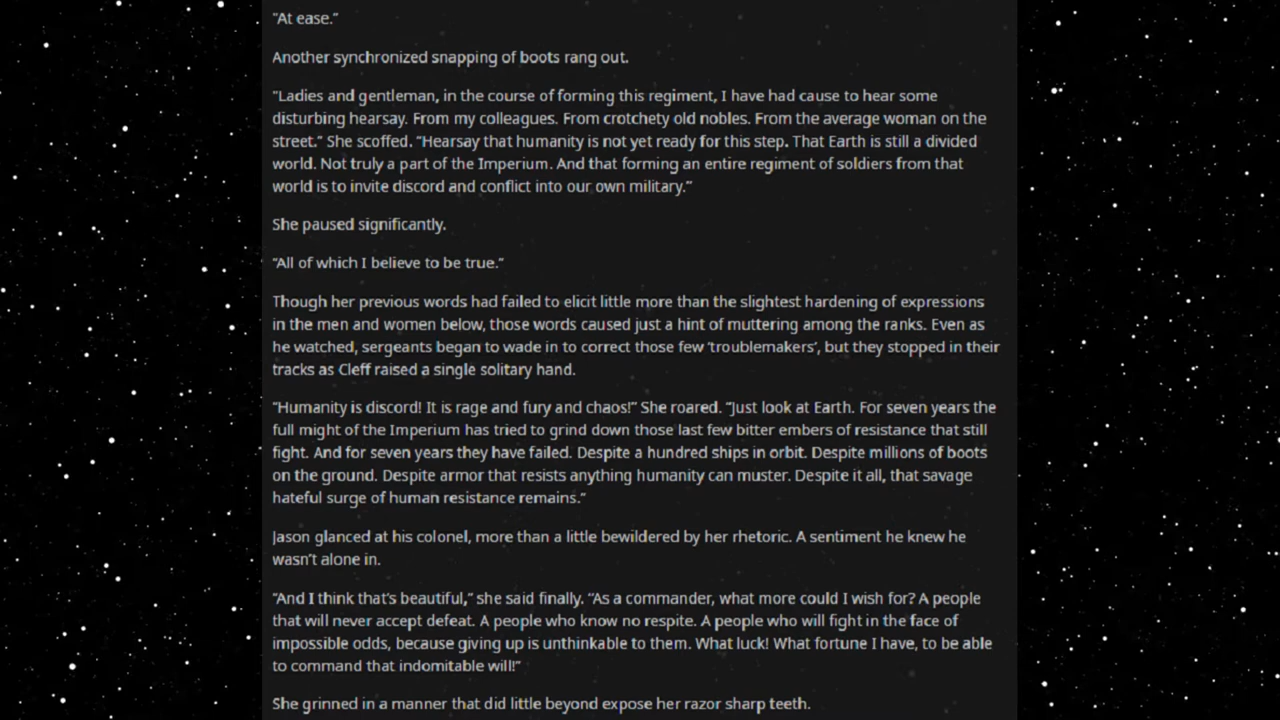 “At ease.”
Another synchronized snapping of boots rang out.
“Ladies and gentleman, in the course of forming this regiment, I have had cause to hear some
disturbing hearsay. From my colleagues. From crotchety old nobles. From the average woman on the
street.” She scoffed. “Hearsay that humanity is not yet ready for this step. That Earth is still a divided
world. Not truly a part of the Imperium. And that forming an entire regiment of soldiers from that
world is to invite discord and conflict into our own military.”
She paused significantly.
“All of which I believe to be true.”
Though her previous words had failed to elicit little more than the slightest hardening of expressions
in the men and women below, those words caused just a hint of muttering among the ranks. Even as
he watched, sergeants began to wade in to correct those few ‘troublemakers’, but they stopped in their
tracks as Cleff raised a single solitary hand.
“Humanity is discord! It is rage and fury and chaos!” She roared. “Just look at Earth. For seven years the
full might of the Imperium has tried to grind down those last few bitter embers of resistance that still
fight. And for seven years they have failed. Despite a hundred ships in orbit. Despite millions of boots
on the ground. Despite armor that resists anything humanity can muster. Despite it all, that savage
hateful surge of human resistance remains.”
Jason glanced at his colonel, more than a little bewildered by her rhetoric. A sentiment he knew he
wasn’t alone in.
“And I think that’s beautiful,” she said finally. “As a commander, what more could I wish for? A people
that will never accept defeat. A people who know no respite. A people who will fight in the face of
impossible odds, because giving up is unthinkable to them. What luck! What fortune I have, to be able
to command that indomitable will!”
She grinned in a manner that did little beyond expose her razor sharp teeth.